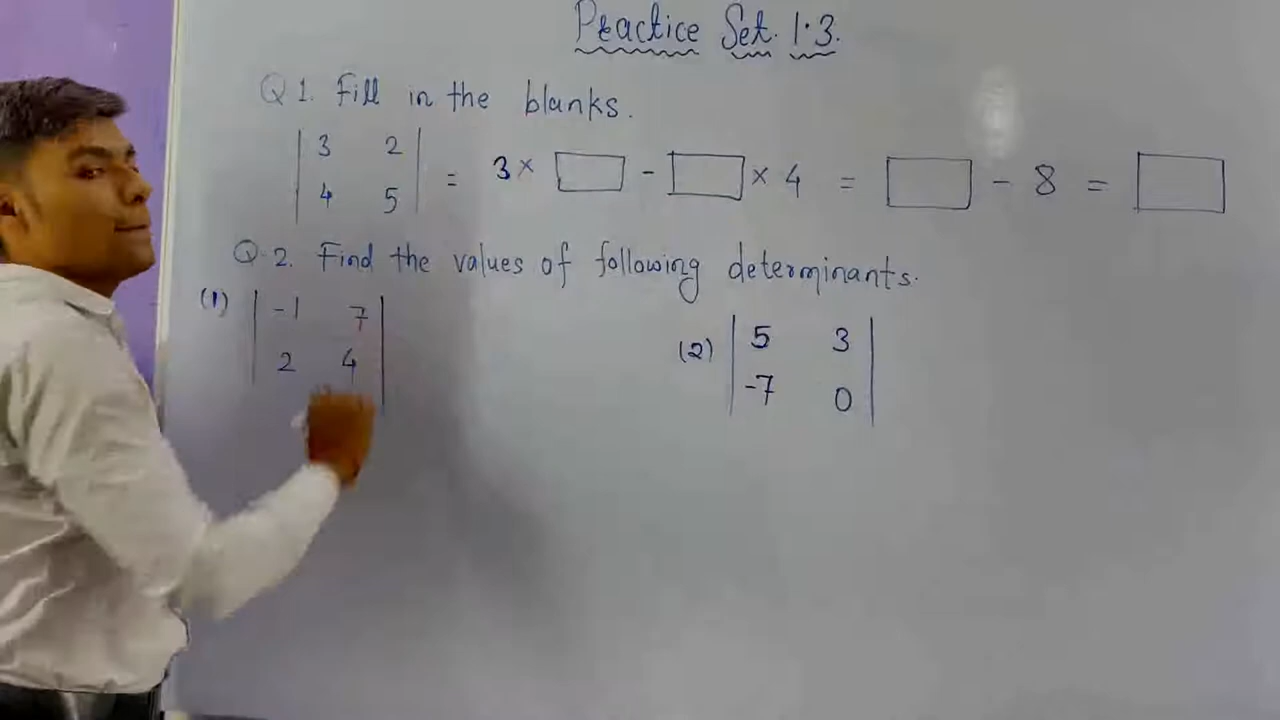 Practice Set. 1.3.
Q 1. Fill in the blanks.
| 3 2 | = 3 × □ - □ × 4 = □ - 8 = □
| 4 5 |
Q. 2. Find the values of following determinants.
(1) | -1 7 | (2) | 5 3 |
| 2 4 | | -7 0 |